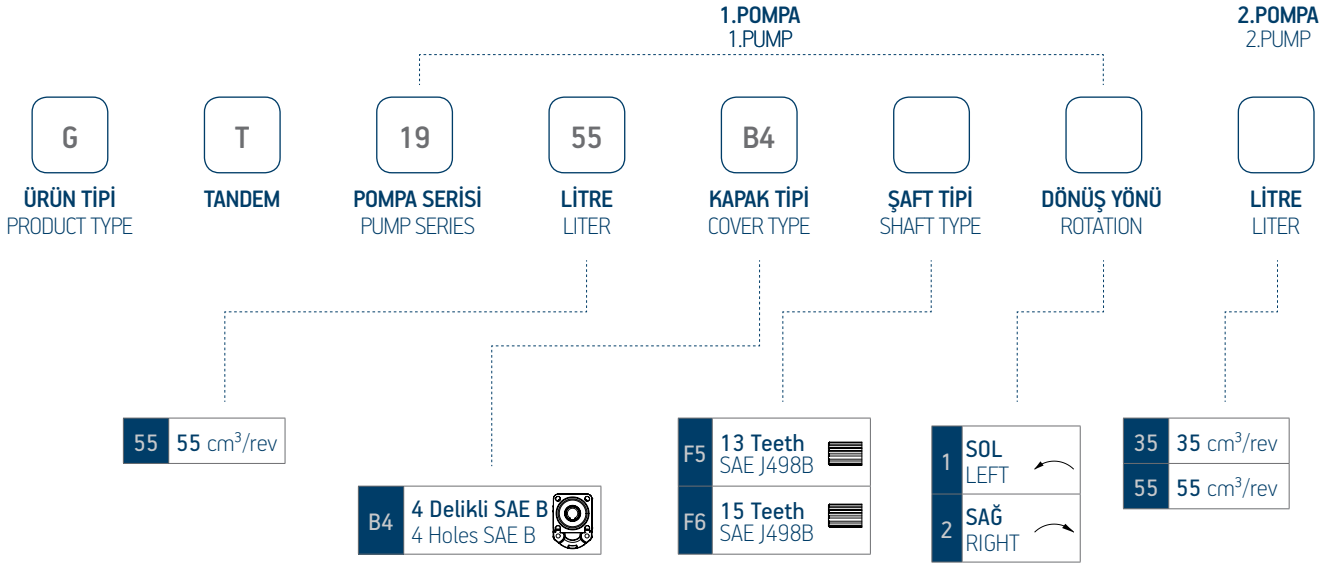 1.POMPA
1.PUMP
2.POMPA
2.PUMP
G
T
19
55
B4
ÜRÜN TİPİ
PRODUCT TYPE
TANDEM
POMPA SERİSİ
PUMP SERIES
LİTRE
LITER
KAPAK TİPİ
COVER TYPE
ŞAFT TİPİ
SHAFT TYPE
DÖNÜŞ YÖNÜ
ROTATION
LİTRE
LITER
55 55 cm³/rev
B4 4 Delikli SAE B
4 Holes SAE B
F5 13 Teeth
SAE J498B
F6 15 Teeth
SAE J498B
1 SOL
LEFT
2 SAĞ
RIGHT
35 35 cm³/rev
55 55 cm³/rev